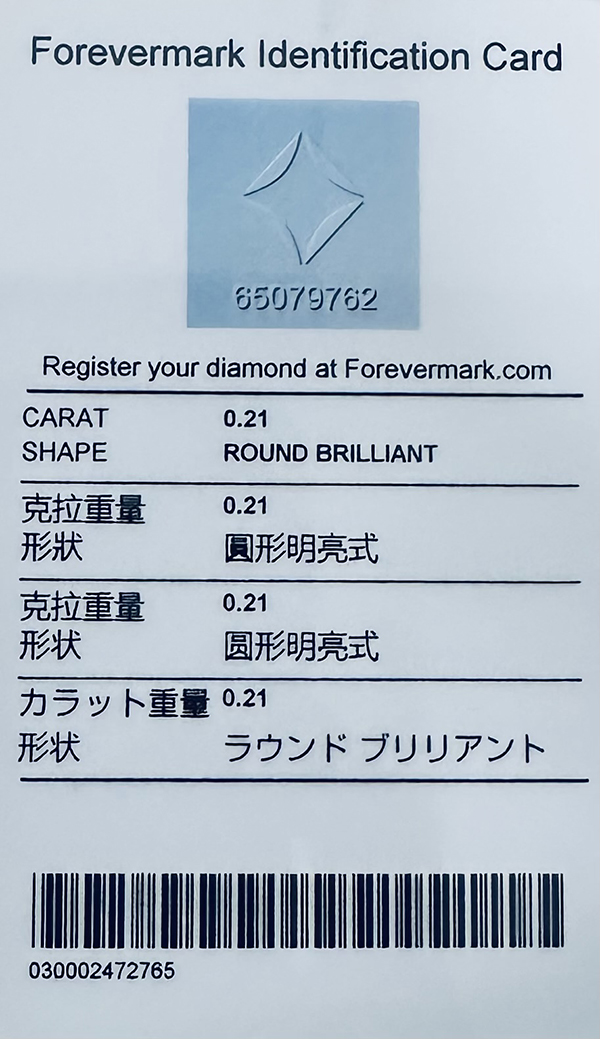 Forevermark Identification Card
65079762
Register your diamond at Forevermark.com
CARAT 0.21
SHAPE ROUND BRILLIANT
克拉重量 0.21
形狀 圓形明亮式
克拉重量 0.21
形状 圆形明亮式
カラット重量 0.21
形状 ラウンド ブリリアント
030002472765